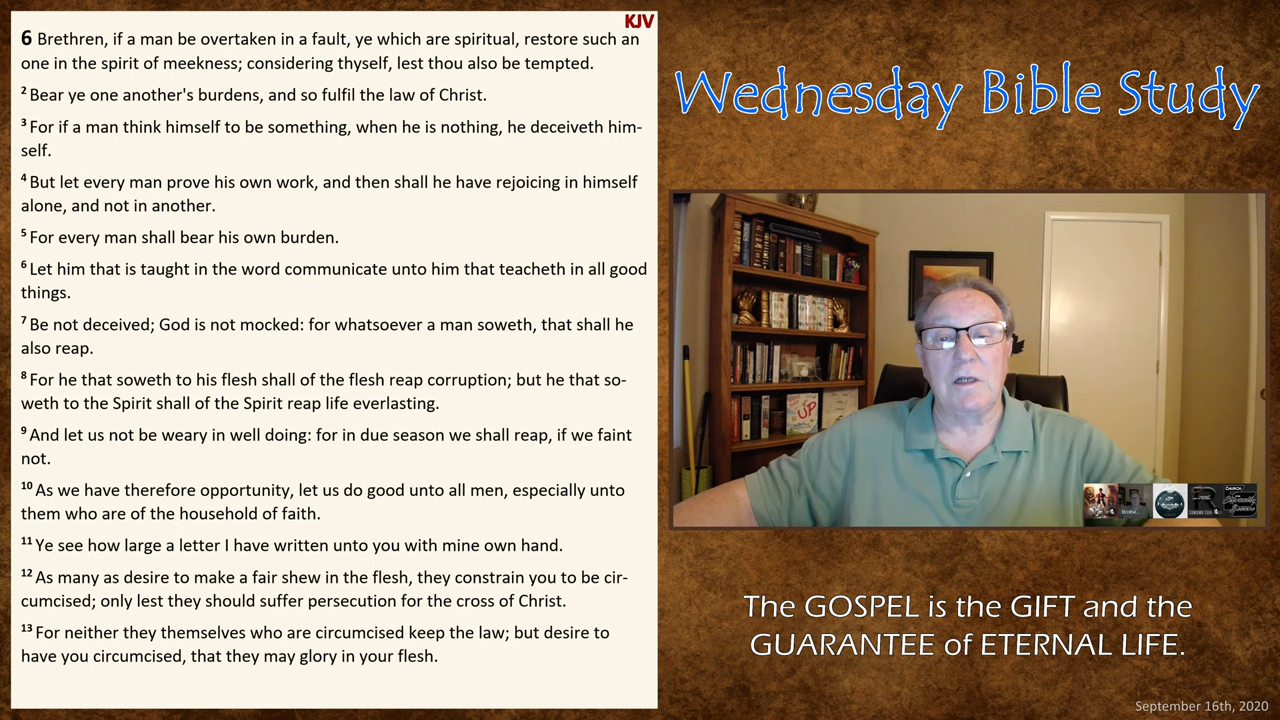 KJV
6 Brethren, if a man be overtaken in a fault, ye which are spiritual, restore such an
one in the spirit of meekness; considering thyself, lest thou also be tempted.
2 Bear ye one another's burdens, and so fulfil the law of Christ.
3 For if a man think himself to be something, when he is nothing, he deceiveth him-
self.
4 But let every man prove his own work, and then shall he have rejoicing in himself
alone, and not in another.
5 For every man shall bear his own burden.
6 Let him that is taught in the word communicate unto him that teacheth in all good
things.
7 Be not deceived; God is not mocked: for whatsoever a man soweth, that shall he
also reap.
8 For he that soweth to his flesh shall of the flesh reap corruption; but he that so-
weth to the Spirit shall of the Spirit reap life everlasting.
9 And let us not be weary in well doing: for in due season we shall reap, if we faint
not.
10 As we have therefore opportunity, let us do good unto all men, especially unto
them who are of the household of faith.
11 Ye see how large a letter I have written unto you with mine own hand.
12 As many as desire to make a fair shew in the flesh, they constrain you to be cir-
cumcised; only lest they should suffer persecution for the cross of Christ.
13 For neither they themselves who are circumcised keep the law; but desire to
have you circumcised, that they may glory in your flesh.
Wednesday Bible Study
UP
The GOSPEL is the GIFT and the
GUARANTEE of ETERNAL LIFE.
September 16th, 2020